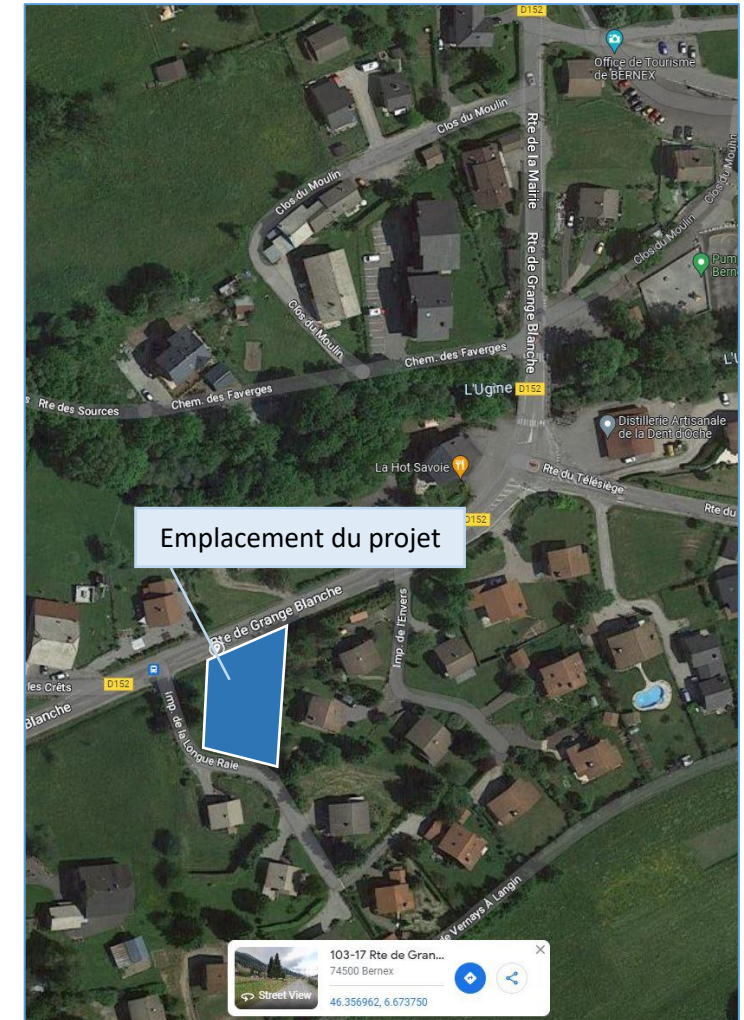 D152
Office de Tourisme
de BERNEX
Clos du Moulin
Rte de la Mairie
Clos du Moulin
Clos du Moulin
Clos du Moulin
Rte de Grange Blanche
Pum
Bern
Clos du Moulin
Chem. des Faverges
L'U
Chem. des Faverges
s Rte des Sources
L'Ugine D152
Distillerie Artisanale
de la Dent d'Oche
La Hot Savoie
Rte du Télésiège
Rte du
D152
Emplacement du projet
Rte de Grange Blanche
Imp. de l'Envers
les Crêts
D152
Blanche
Imp. de la Longue Raie
de Vernays À Langin
103-17 Rte de Gran...
74500 Bernex
Street View
46.356962, 6.673750